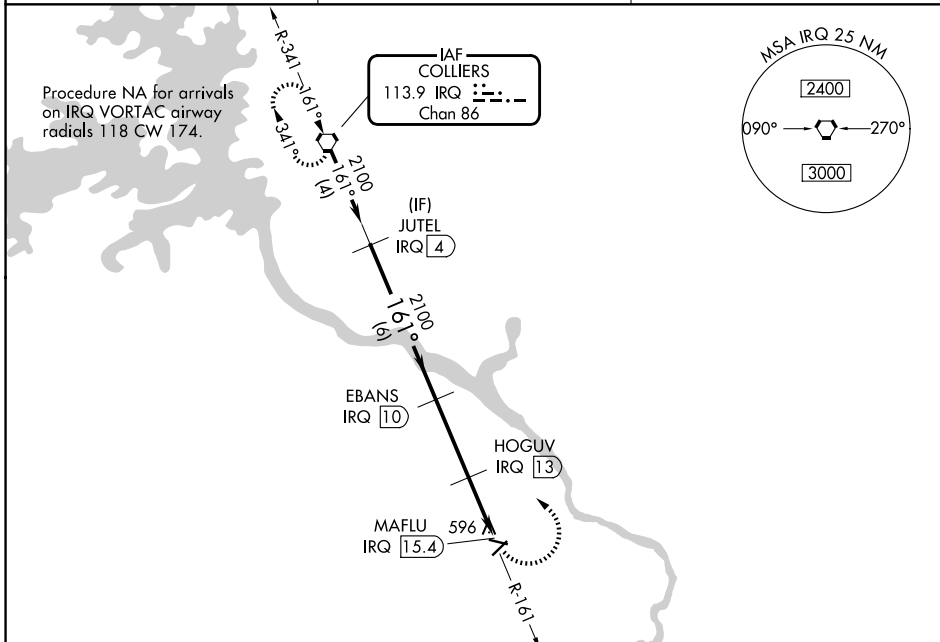 Procedure NA for arrivals
on IRQ VORTAC airway
radials 118 CW 174.
R-341
161°
341°
IAF
COLLIERS
113.9 IRQ
Chan 86
MSA IRQ 25 NM
2400
090°
270°
3000
2100
161°
(4)
(IF)
JUTEL
IRQ 4
2100
161°
(6)
EBANS
IRQ 10
HOGUV
IRQ 13
MAFLU
IRQ 15.4
596
R-161